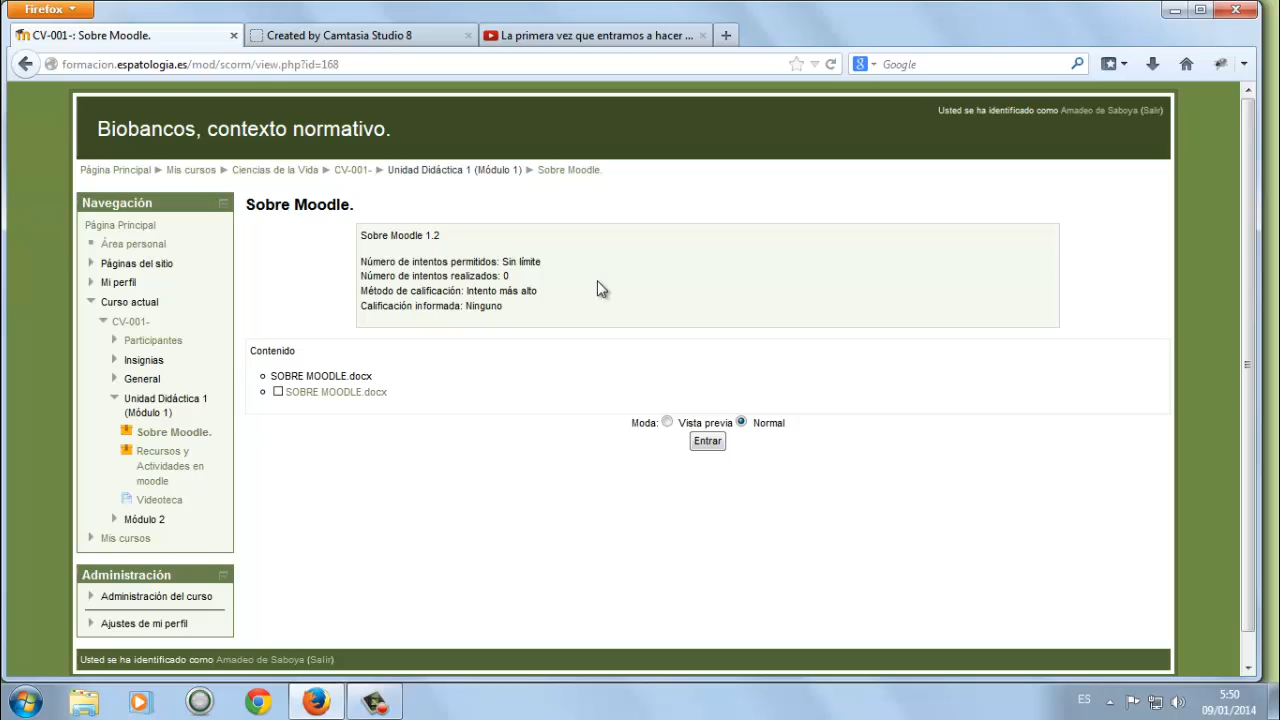 Firefox
CV-001-: Sobre Moodle.
Created by Camtasia Studio 8
La primera vez que entramos a hacer ...
formacion.espatologia.es/mod/scorm/view.php?id=168
Google
Biobancos, contexto normativo.
Usted se ha identificado como Amadeo de Saboya (Salir)
Página Principal ► Mis cursos ► Ciencias de la Vida ► CV-001- ► Unidad Didáctica 1 (Módulo 1) ► Sobre Moodle.
Navegación
Página Principal
Área personal
Páginas del sitio
Mi perfil
Curso actual
CV-001-
Participantes
Insignias
General
Unidad Didáctica 1
(Módulo 1)
Sobre Moodle.
Recursos y
Actividades en
moodle
Videoteca
Módulo 2
Mis cursos
Administración
Administración del curso
Ajustes de mi perfil
Sobre Moodle.
Sobre Moodle 1.2
Número de intentos permitidos: Sin límite
Número de intentos realizados: 0
Método de calificación: Intento más alto
Calificación informada: Ninguno
Contenido
SOBRE MOODLE.docx
SOBRE MOODLE.docx
Moda: Vista previa Normal
Entrar
Usted se ha identificado como Amadeo de Saboya (Salir)
ES
5:50
09/01/2014